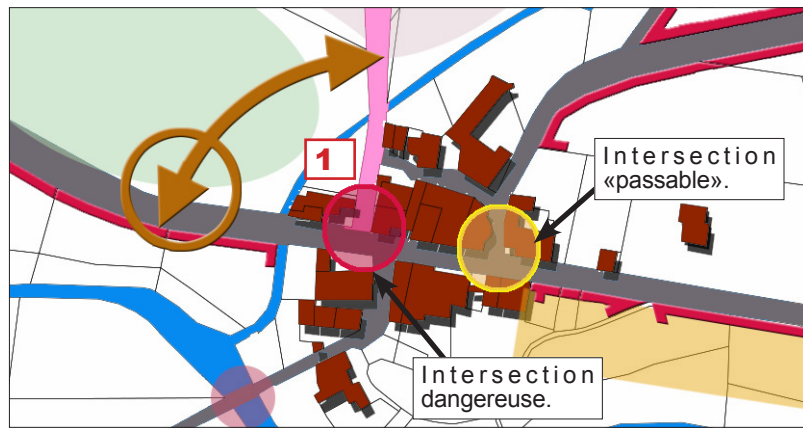 1
Intersection
«passable».
Intersection
dangereuse.